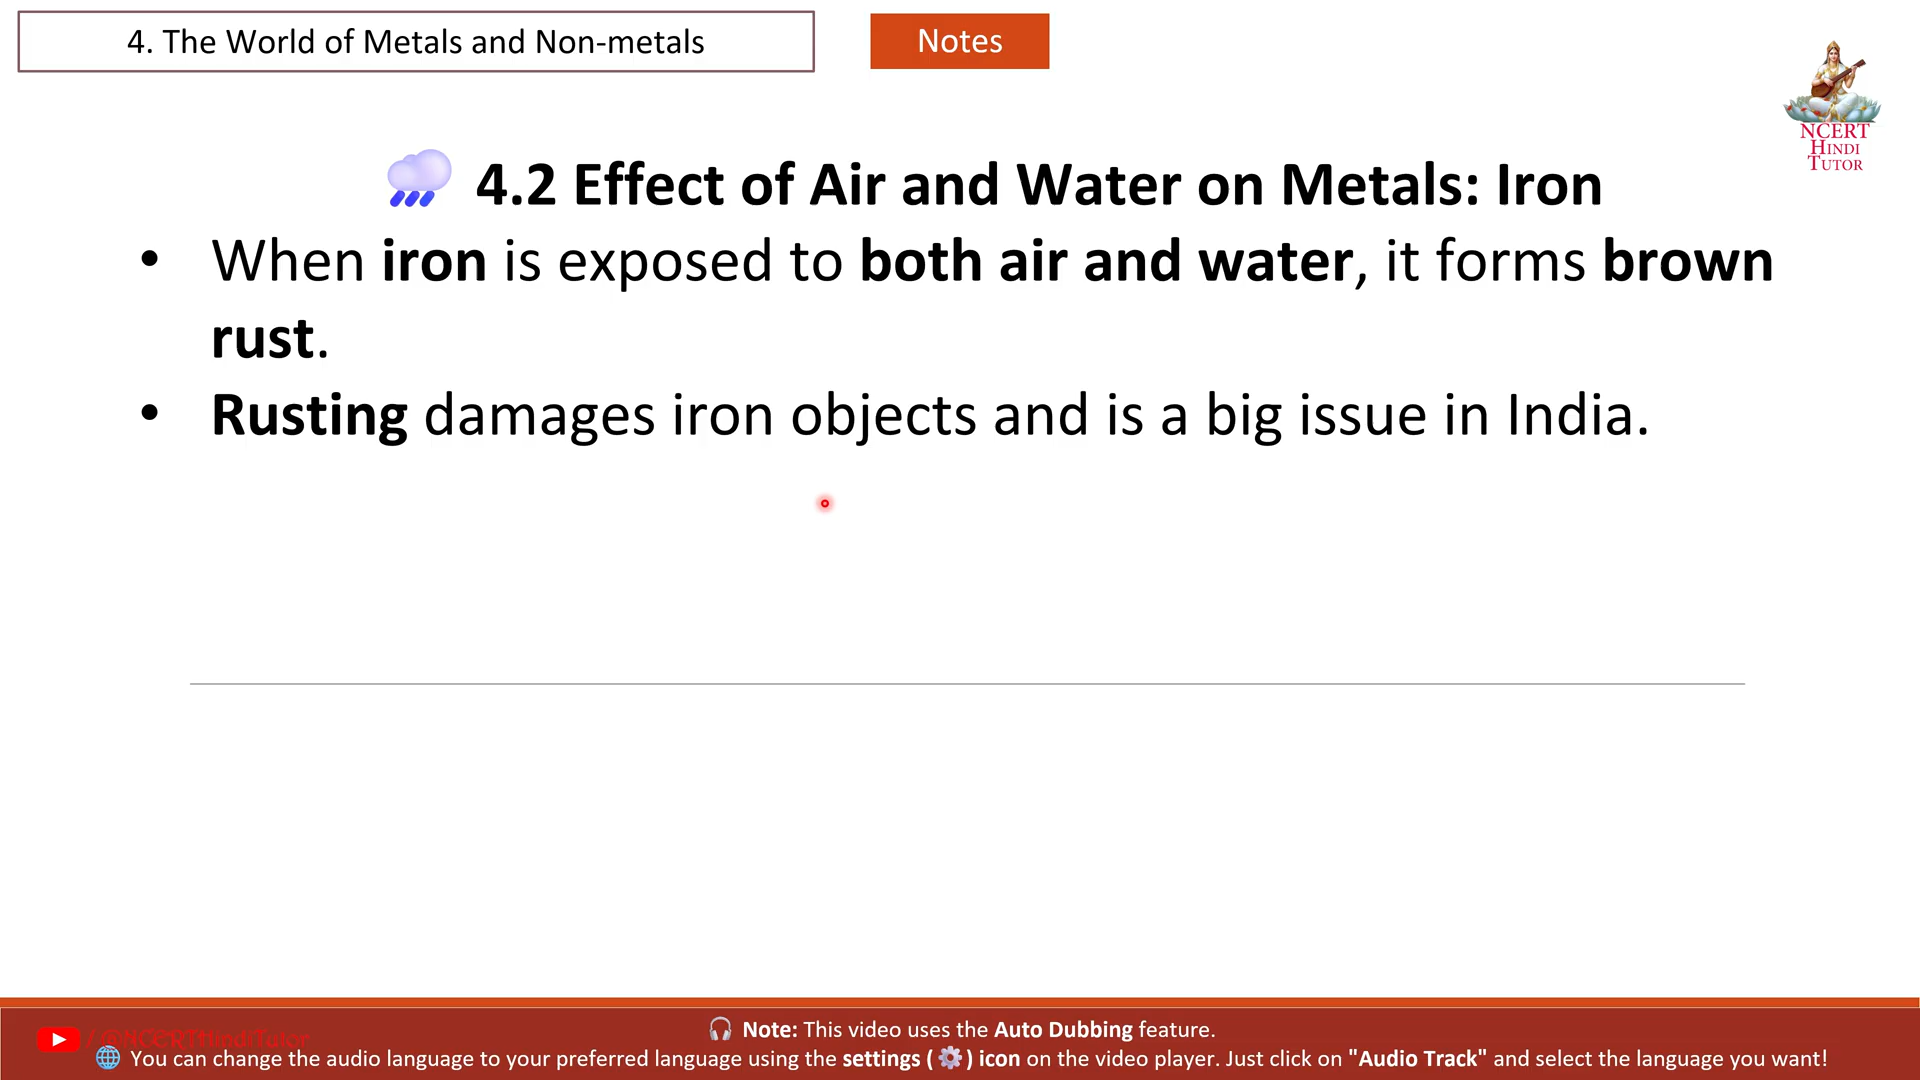 4. The World of Metals and Non-metals
Notes
NCERT
HINDI
TUTOR
4.2 Effect of Air and Water on Metals: Iron
• When iron is exposed to both air and water, it forms brown
rust.
• Rusting damages iron objects and is a big issue in India.
/ @NCERTHindiTutor
Note: This video uses the Auto Dubbing feature.
You can change the audio language to your preferred language using the settings ( ) icon on the video player. Just click on "Audio Track" and select the language you want!